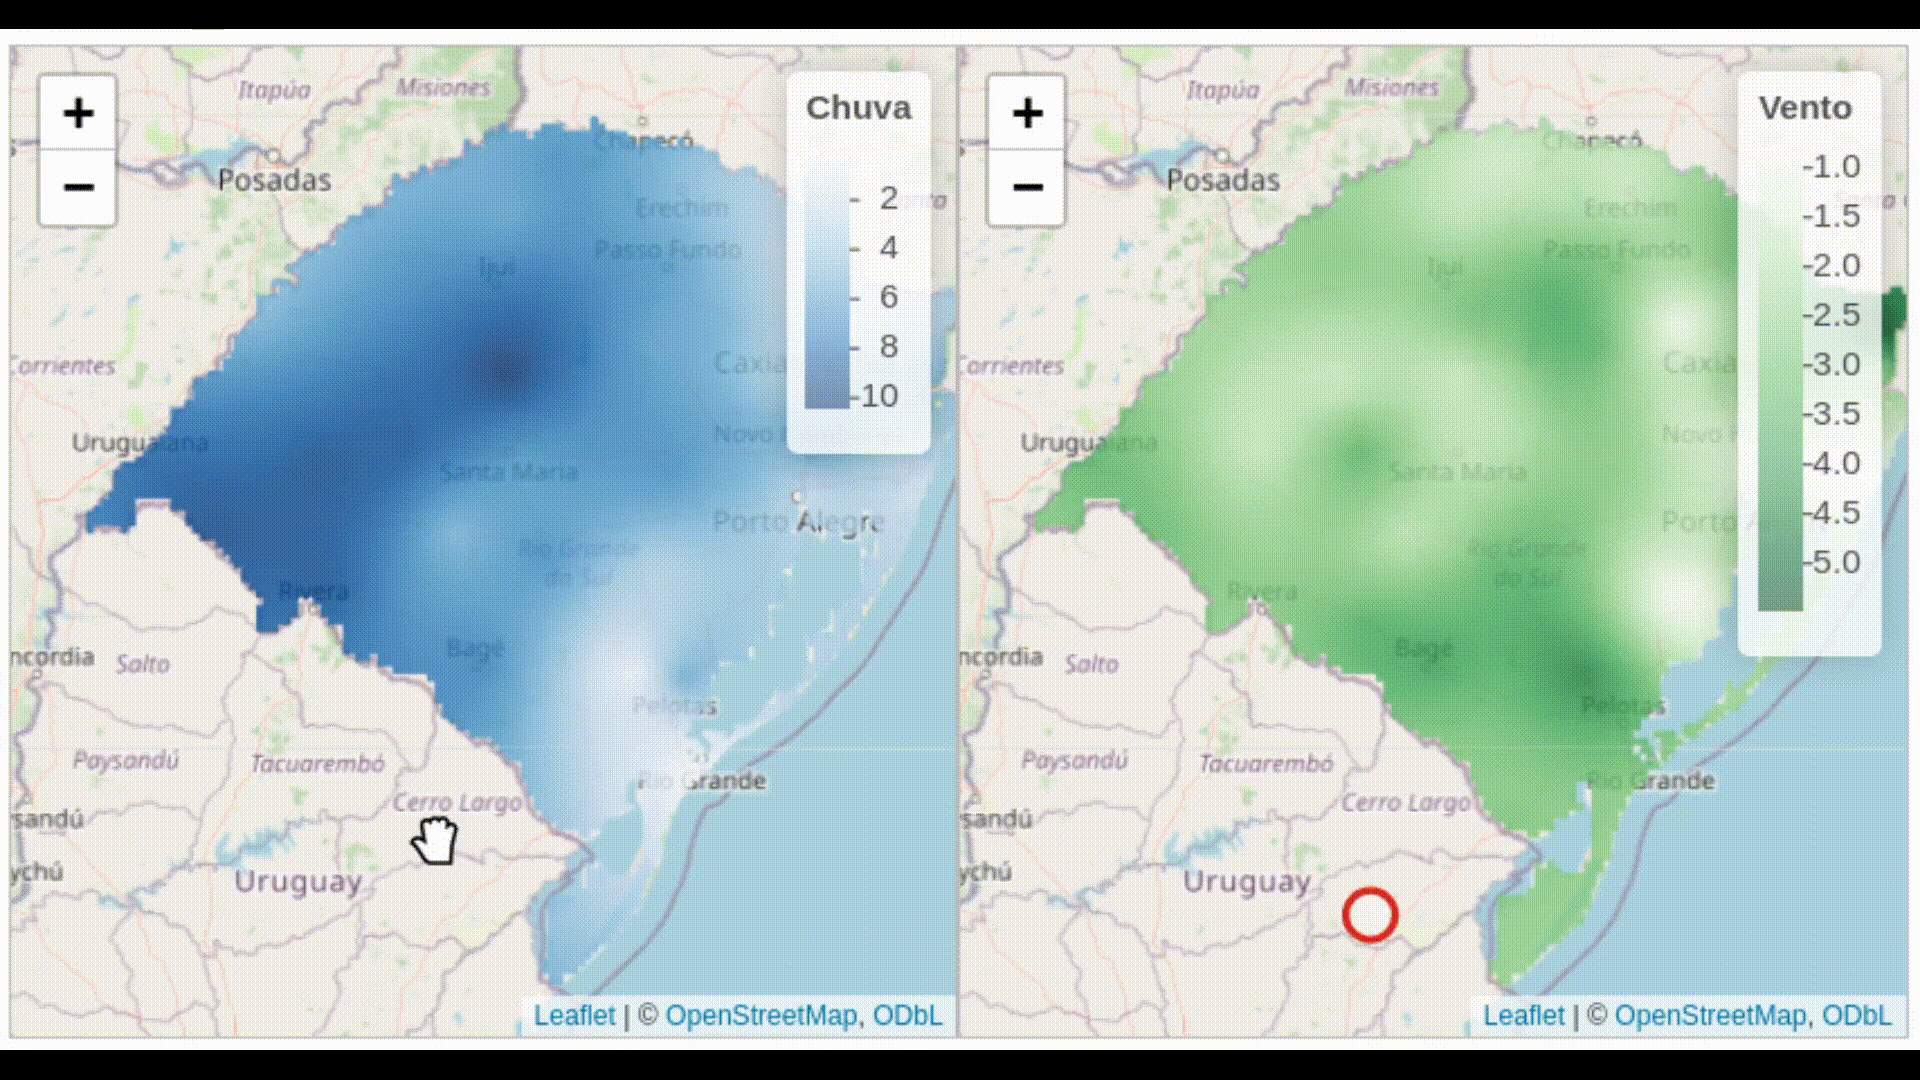 +
−
Itapúa
Misiones
Chapecó
Posadas
Erechim
Passo Fundo
Ijuí
Corrientes
Caxia
Uruguaiana
Novo
Santa Maria
Porto Alegre
Rio Grande
do Sul
Rivera
Bagé
ncordia
Salto
Pelotas
Paysandú
Tacuarembó
Rio Grande
Cerro Largo
sandú
ychú
Uruguay
Chuva
2
4
6
8
10
Leaflet | © OpenStreetMap, ODbL
+
−
Itapúa
Misiones
Chapecó
Posadas
Erechim
Passo Fundo
Ijuí
Corrientes
Caxia
Uruguaiana
Novo
Santa Maria
Porto A
Rio Grande
do Sul
Rivera
Bagé
ncordia
Salto
Pelotas
Paysandú
Tacuarembó
Rio Grande
Cerro Largo
sandú
ychú
Uruguay
Vento
1.0
1.5
2.0
2.5
3.0
3.5
4.0
4.5
5.0
Leaflet | © OpenStreetMap, ODbL